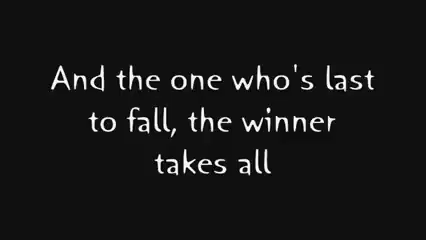 And the one who's last
to fall, the winner
takes all